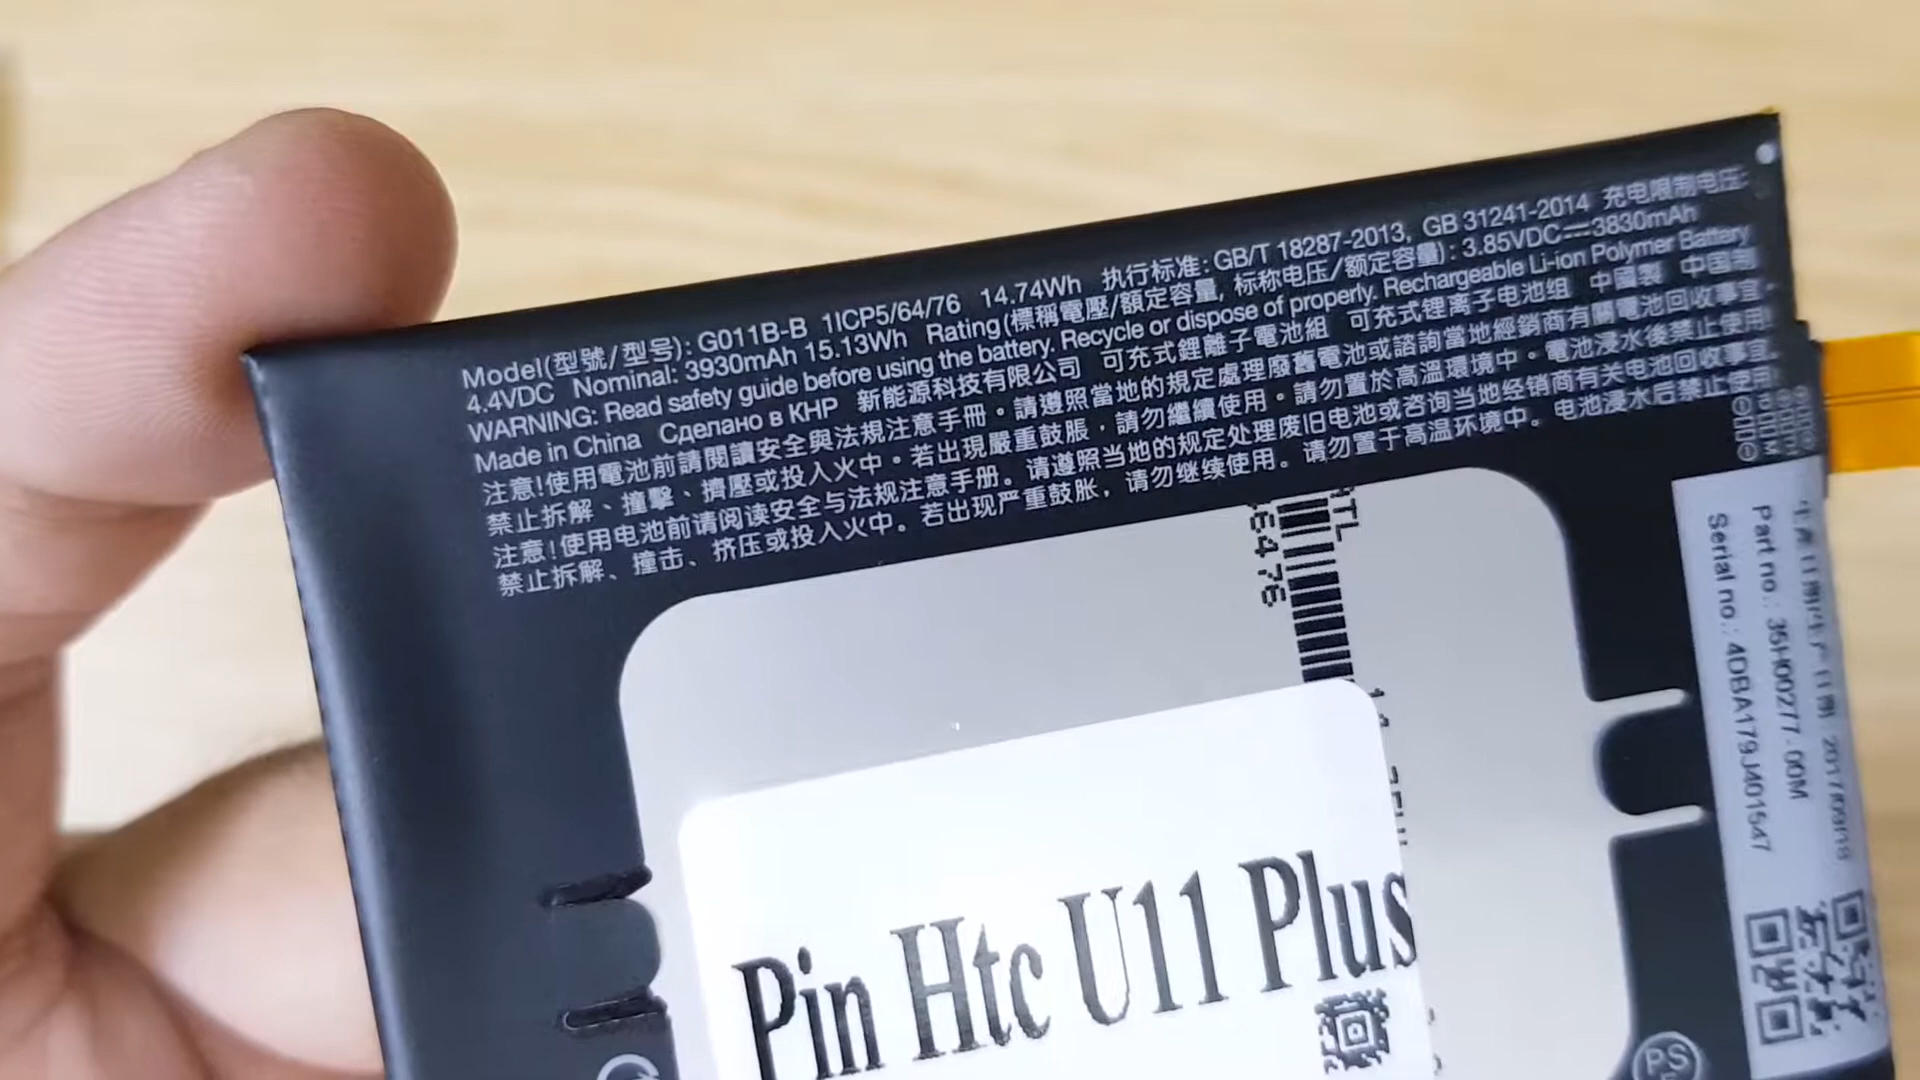 Model(型號/型号): G011B-B 1ICP5/64/76 14.74Wh 执行标准: GB/T 18287-2013, GB 31241-2014 充电限制电压:
4.4VDC Nominal: 3930mAh 15.13Wh Rating(標稱電壓/額定容量, 标称电压/额定容量): 3.85VDC⎓3830mAh
WARNING: Read safety guide before using the battery. Recycle or dispose of properly. Rechargeable Li-ion Polymer Battery
Made in China Сделано в КНР 新能源科技有限公司 可充式鋰離子電池組 可充式锂离子电池组 中國製 中国制
注意!使用電池前請閱讀安全與法規注意手冊。請遵照當地的規定處理廢舊電池或諮詢當地經銷商有關電池回收事宜。
禁止拆解、撞擊、擠壓或投入火中。若出現嚴重鼓脹,請勿繼續使用。請勿置於高溫環境中。電池浸水後禁止使用
注意!使用电池前请阅读安全与法规注意手册。请遵照当地的规定处理废旧电池或咨询当地经销商有关电池回收事宜。
禁止拆解、撞击、挤压或投入火中。若出现严重鼓胀,请勿继续使用。请勿置于高温环境中。电池浸水后禁止使用
ATL
6476
Part no.: 35H00277-00M
Serial no.: 4DBA179J401547
Pin Htc U11 Plus
PS